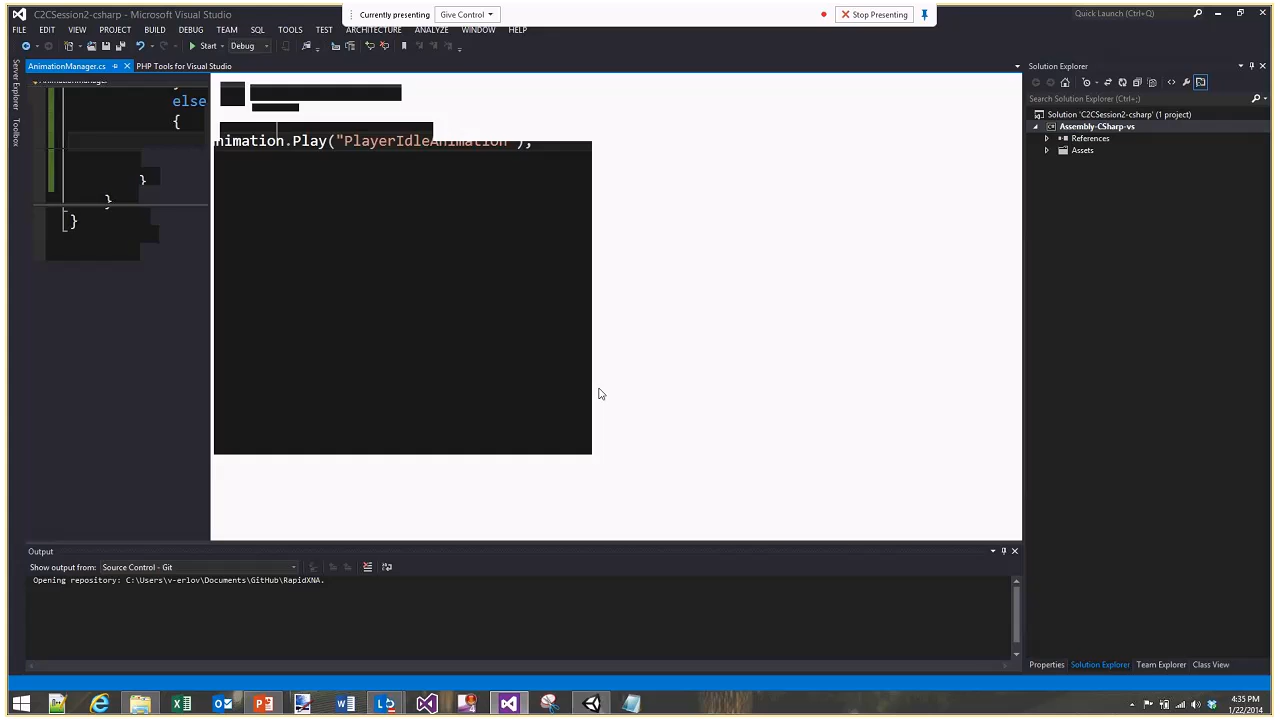 C2CSession2-csharp - Microsoft Visual Studio
Currently presenting
Give Control
Stop Presenting
Quick Launch (Ctrl+Q)
FILE EDIT VIEW PROJECT BUILD DEBUG TEAM SQL TOOLS TEST ARCHITECTURE ANALYZE WINDOW HELP
Start Debug
AnimationManager.cs PHP Tools for Visual Studio
Server Explorer
Toolbox
else
{
nimation.Play("PlayerIdleAnimation");
}
}
}
Solution Explorer
Search Solution Explorer (Ctrl+;)
Solution 'C2CSession2-csharp' (1 project)
Assembly-CSharp-vs
References
Assets
Output
Show output from: Source Control - Git
Opening repository: C:\Users\v-erlov\Documents\GitHub\RapidXNA.
Properties Solution Explorer Team Explorer Class View
4:35 PM
1/22/2014